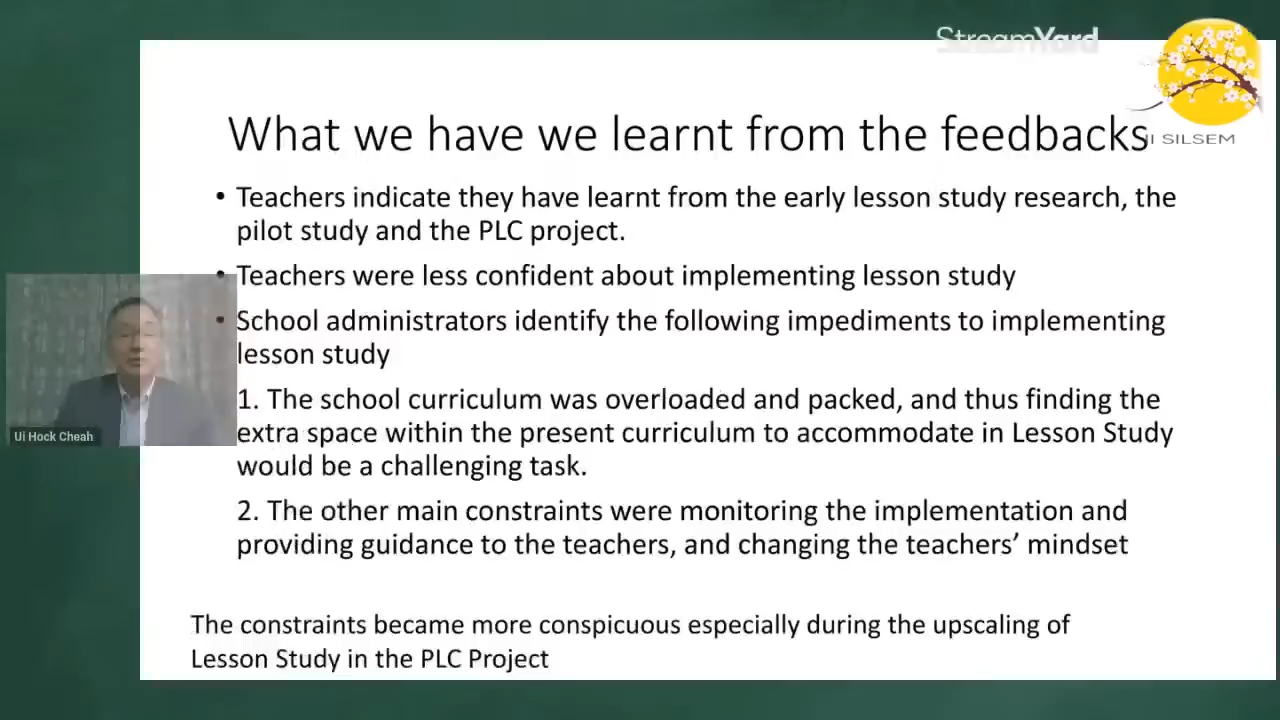 StreamYard
What we have we learnt from the feedbacks
SILSEM
• Teachers indicate they have learnt from the early lesson study research, the
pilot study and the PLC project.
• Teachers were less confident about implementing lesson study
• School administrators identify the following impediments to implementing
lesson study
1. The school curriculum was overloaded and packed, and thus finding the
extra space within the present curriculum to accommodate in Lesson Study
would be a challenging task.
Ui Hock Cheah
2. The other main constraints were monitoring the implementation and
providing guidance to the teachers, and changing the teachers’ mindset
The constraints became more conspicuous especially during the upscaling of
Lesson Study in the PLC Project